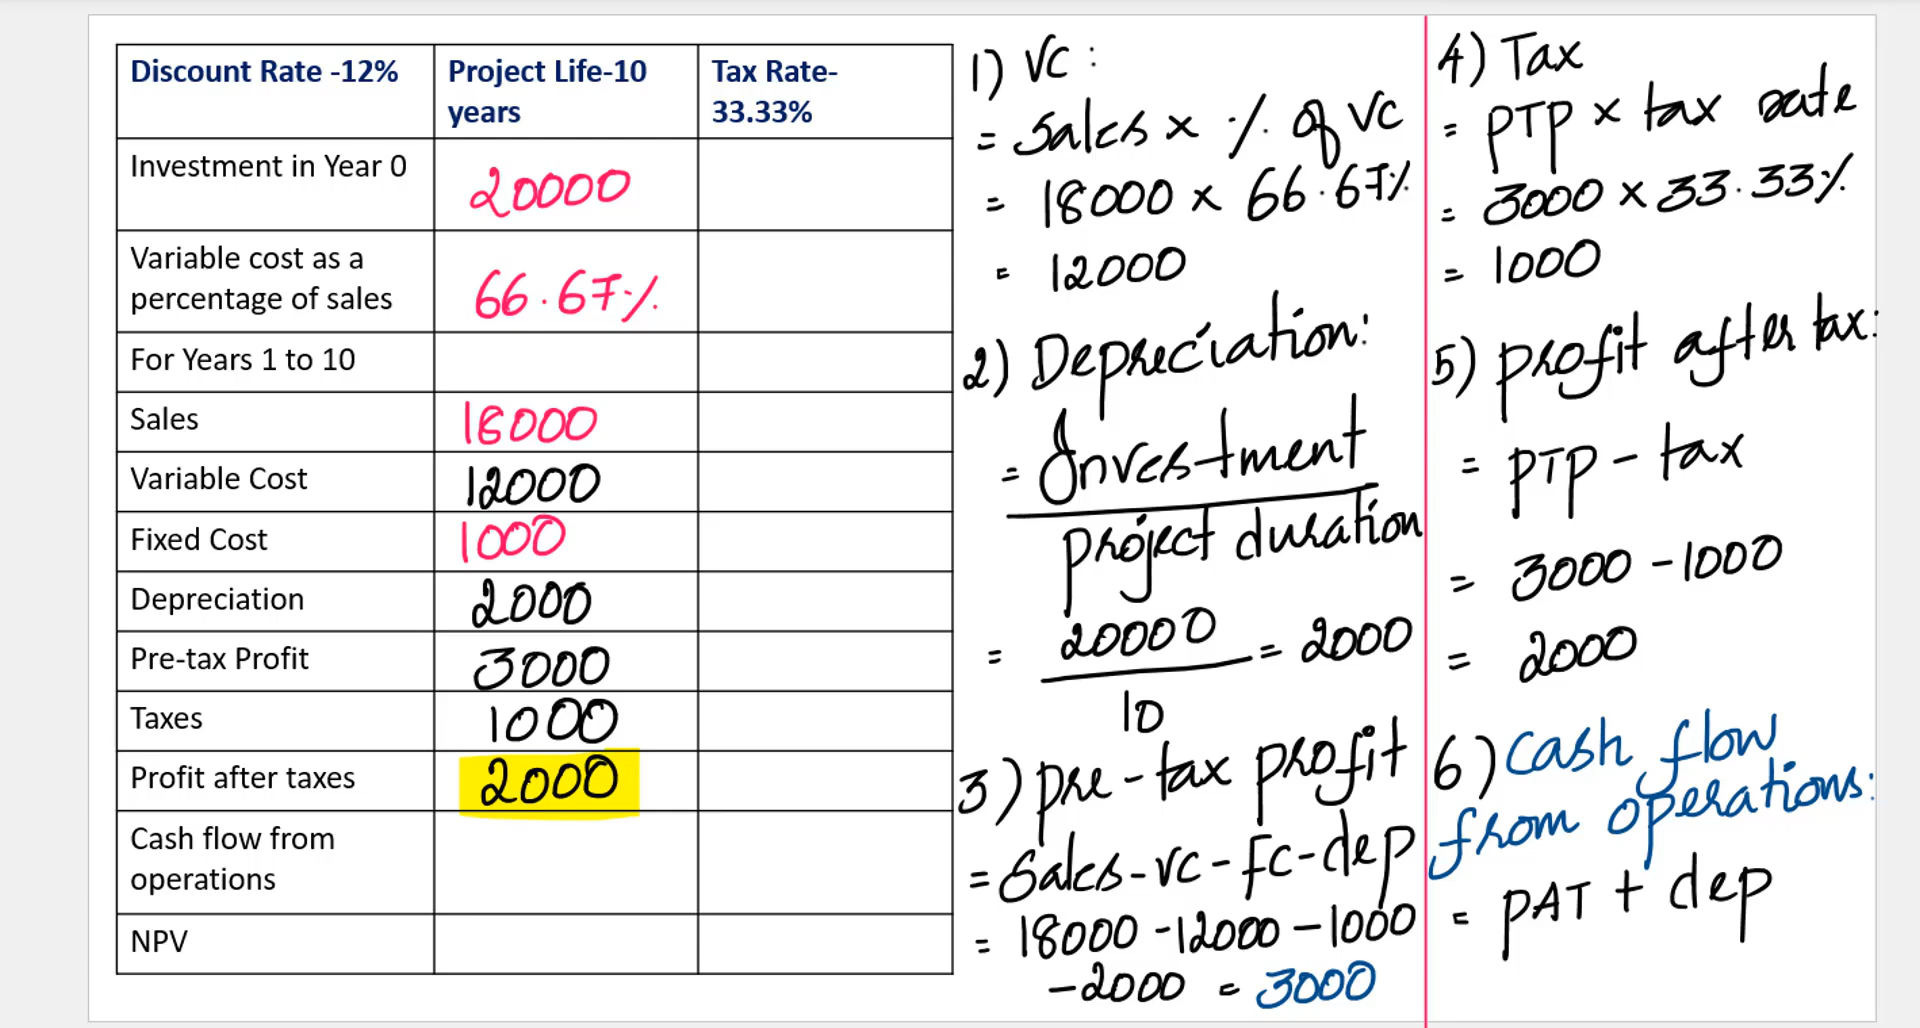 Discount Rate -12% Project Life-10 years Tax Rate-33.33%
Investment in Year 0 20000
Variable cost as a percentage of sales 66.67%
For Years 1 to 10
Sales 18000
Variable Cost 12000
Fixed Cost 1000
Depreciation 2000
Pre-tax Profit 3000
Taxes 1000
Profit after taxes 2000
Cash flow from operations
NPV
1) VC :
= Sales x % of VC
= 18000 x 66.67%
= 12000
2) Depreciation:
= Investment
project duration
= 20000 = 2000
10
3) pre-tax profit
= Sales-VC-FC-dep
= 18000 -12000 -1000
-2000 = 3000
4) Tax
= PTP x tax rate
= 3000 x 33.33%
= 1000
5) profit after tax:
= PTP - tax
= 3000 -1000
= 2000
6) Cash flow
from operations:
= PAT + dep